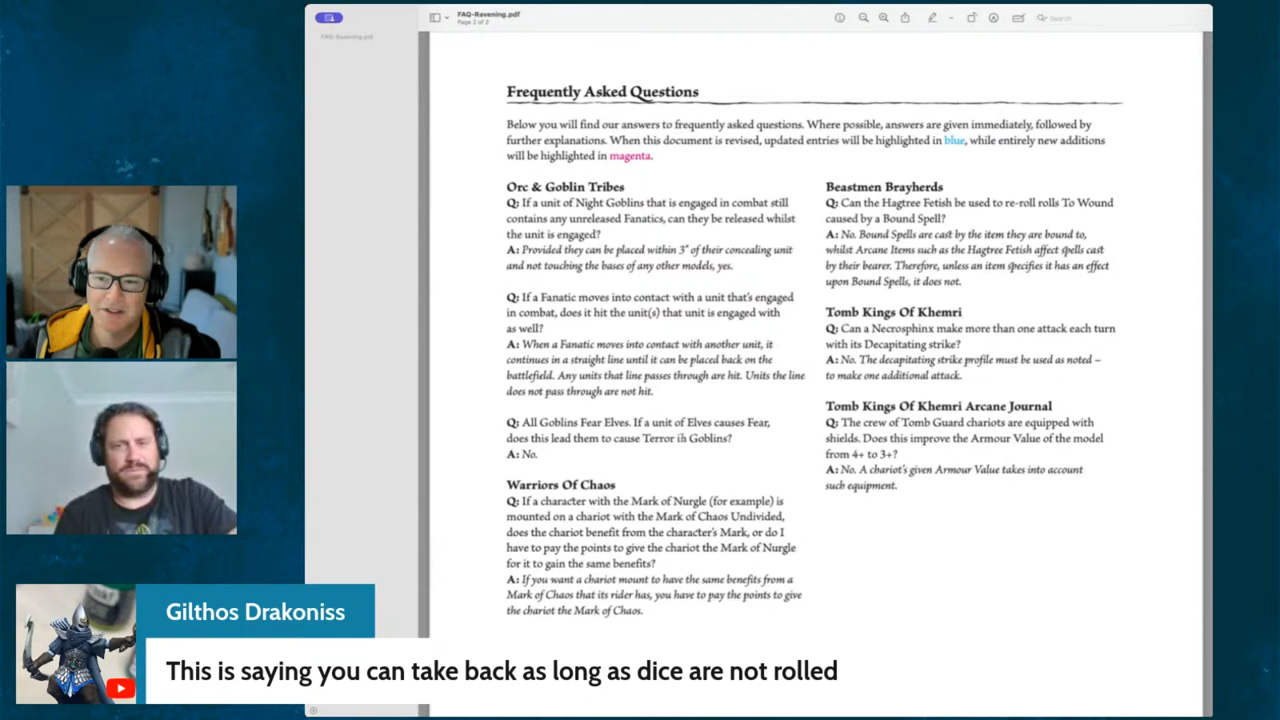 FAQ-Ravening.pdf
Page 2 of 2
Search
FAQ-Ravening.pdf
Frequently Asked Questions
Below you will find our answers to frequently asked questions. Where possible, answers are given immediately, followed by
further explanations. When this document is revised, updated entries will be highlighted in blue, while entirely new additions
will be highlighted in magenta.
Orc & Goblin Tribes
Q: If a unit of Night Goblins that is engaged in combat still
contains any unreleased Fanatics, can they be released whilst
the unit is engaged?
A: Provided they can be placed within 3" of their concealing unit
and not touching the bases of any other models, yes.
Q: If a Fanatic moves into contact with a unit that's engaged
in combat, does it hit the unit(s) that unit is engaged with
as well?
A: When a Fanatic moves into contact with another unit, it
continues in a straight line until it can be placed back on the
battlefield. Any units that line passes through are hit. Units the line
does not pass through are not hit.
Q: All Goblins Fear Elves. If a unit of Elves causes Fear,
does this lead them to cause Terror in Goblins?
A: No.
Warriors Of Chaos
Q: If a character with the Mark of Nurgle (for example) is
mounted on a chariot with the Mark of Chaos Undivided,
does the chariot benefit from the character's Mark, or do I
have to pay the points to give the chariot the Mark of Nurgle
for it to gain the same benefits?
A: If you want a chariot mount to have the same benefits from a
Mark of Chaos that its rider has, you have to pay the points to give
the chariot the Mark of Chaos.
Beastmen Brayherds
Q: Can the Hagtree Fetish be used to re-roll rolls To Wound
caused by a Bound Spell?
A: No. Bound Spells are cast by the item they are bound to,
whilst Arcane Items such as the Hagtree Fetish affect spells cast
by their bearer. Therefore, unless an item specifies it has an effect
upon Bound Spells, it does not.
Tomb Kings Of Khemri
Q: Can a Necrosphinx make more than one attack each turn
with its Decapitating strike?
A: No. The decapitating strike profile must be used as noted –
to make one additional attack.
Tomb Kings Of Khemri Arcane Journal
Q: The crew of Tomb Guard chariots are equipped with
shields. Does this improve the Armour Value of the model
from 4+ to 3+?
A: No. A chariot's given Armour Value takes into account
such equipment.
Gilthos Drakoniss
This is saying you can take back as long as dice are not rolled